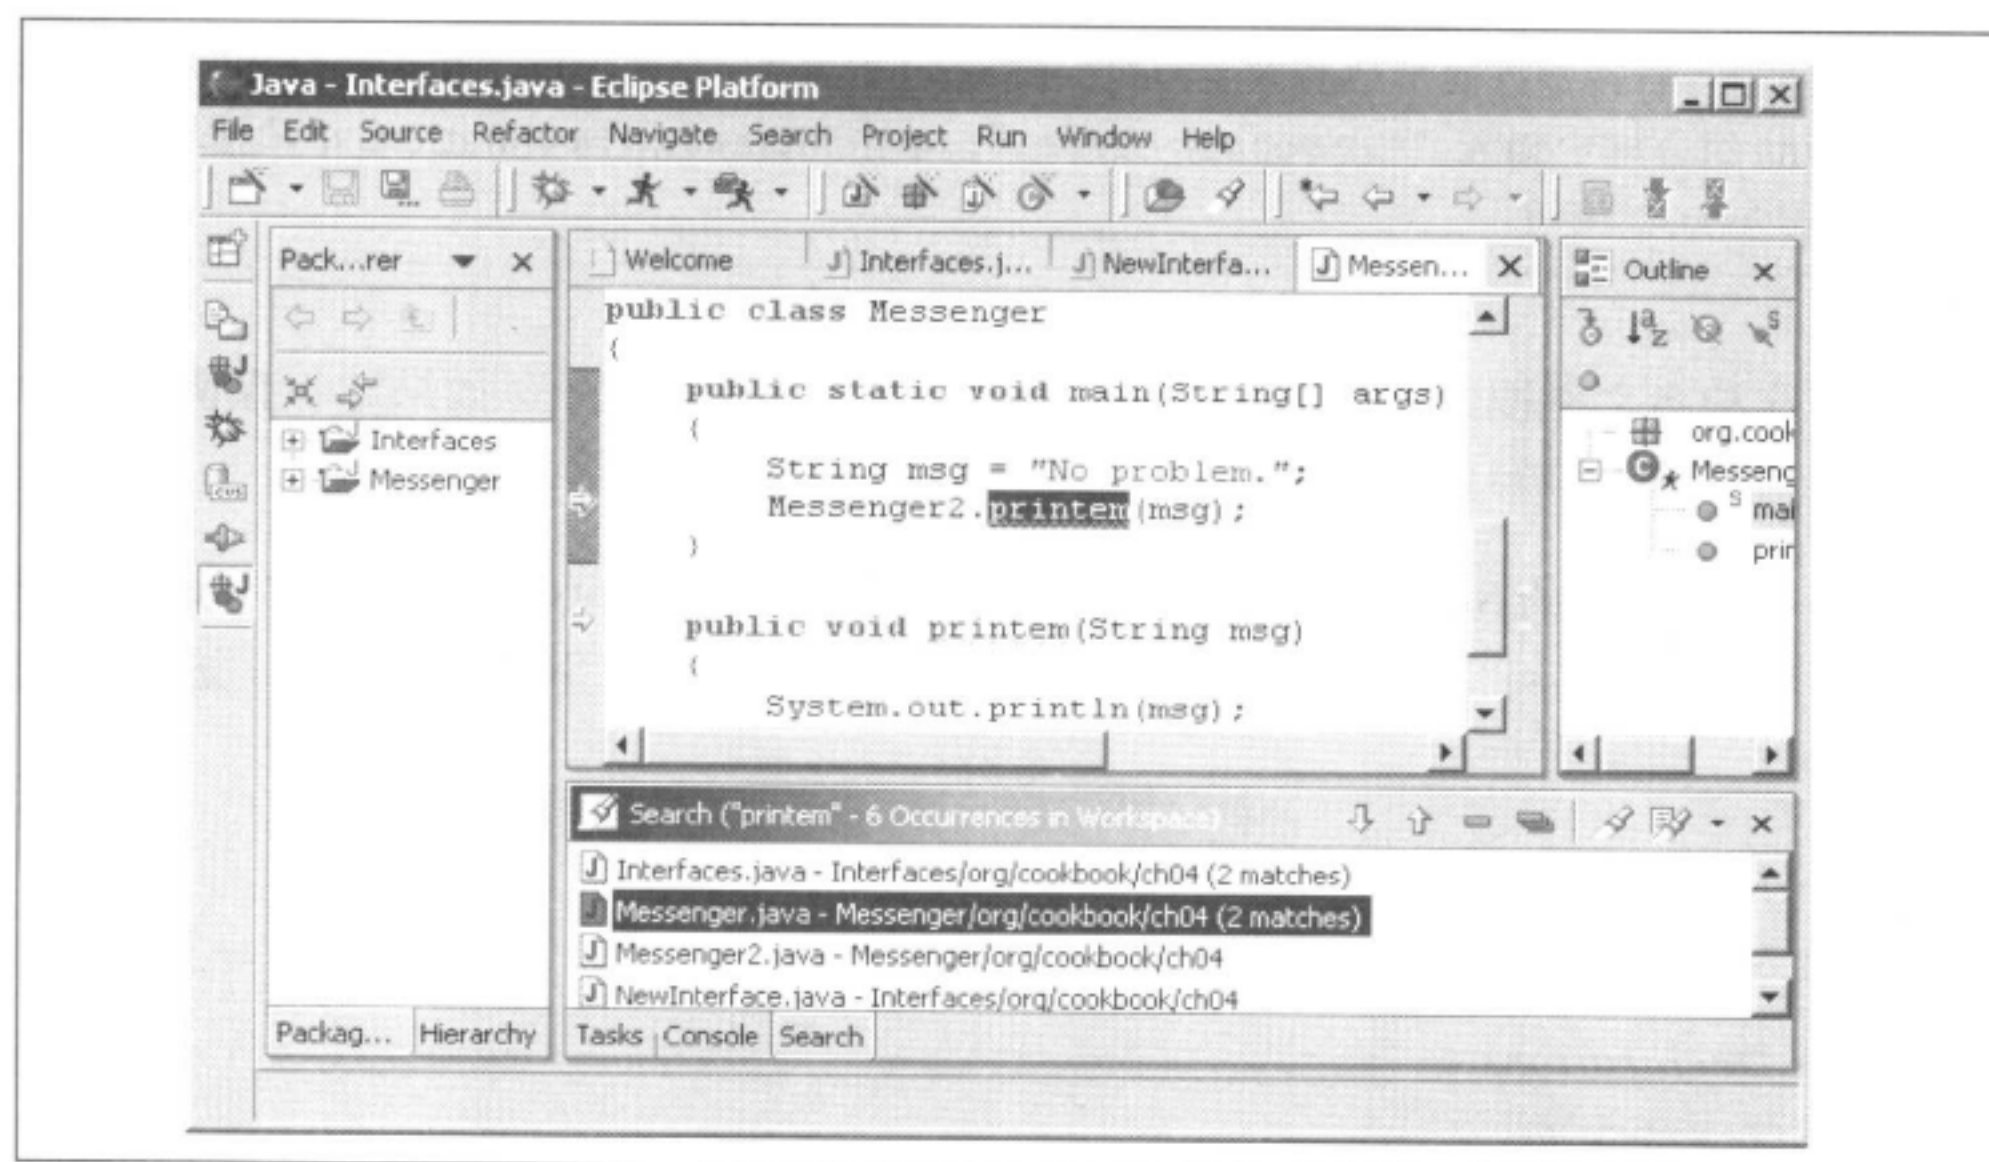 Java - Interfaces.java - Eclipse Platform
File Edit Source Refactor Navigate Search Project Run Window Help
Pack...rer
Welcome
Interfaces.j...
NewInterfa...
Messen...
Outline
public class Messenger
{
public static void main(String[] args)
{
String msg = "No problem.";
Messenger2.printem(msg);
}
public void printem(String msg)
{
System.out.println(msg);
Interfaces
Messenger
org.cook
Messeng
mai
prin
Search ("printem" - 6 Occurrences in Workspace)
Interfaces.java - Interfaces/org/cookbook/ch04 (2 matches)
Messenger.java - Messenger/org/cookbook/ch04 (2 matches)
Messenger2.java - Messenger/org/cookbook/ch04
NewInterface.java - Interfaces/org/cookbook/ch04
Packag... Hierarchy
Tasks Console Search